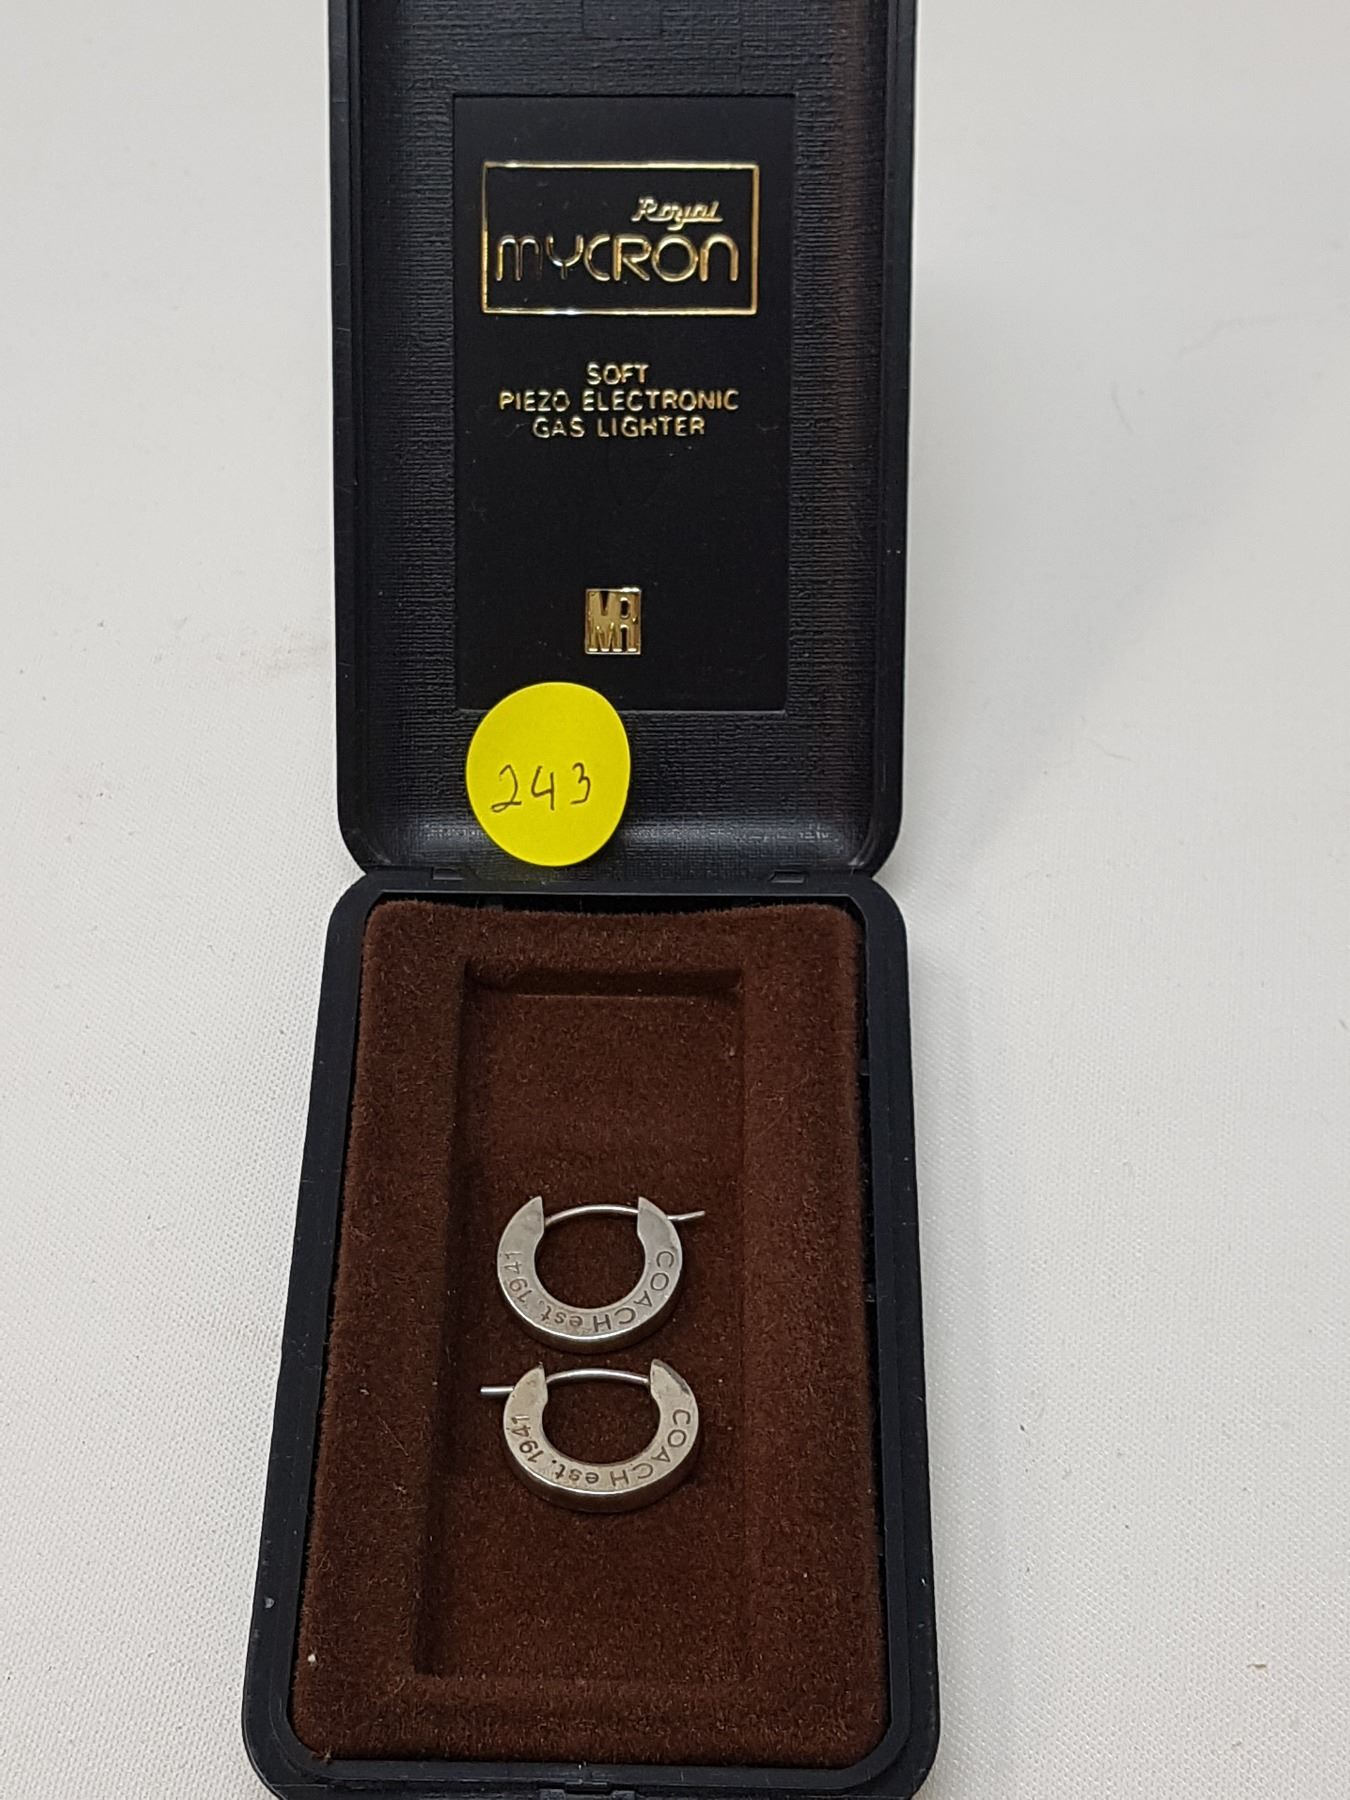 Royal
MYCRON
SOFT
PIEZO ELECTRONIC
GAS LIGHTER
MR
243
COACH est. 1941
COACH est. 1941